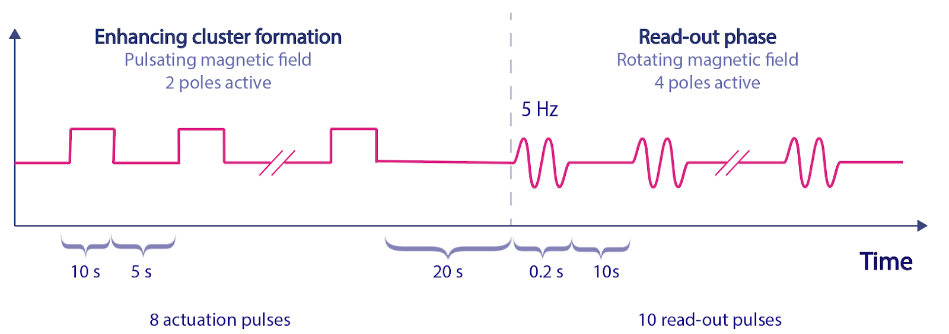 Enhancing cluster formation
Pulsating magnetic field
2 poles active
Read-out phase
Rotating magnetic field
4 poles active
5 Hz
10 s
5 s
20 s
0.2 s
10s
Time
8 actuation pulses
10 read-out pulses